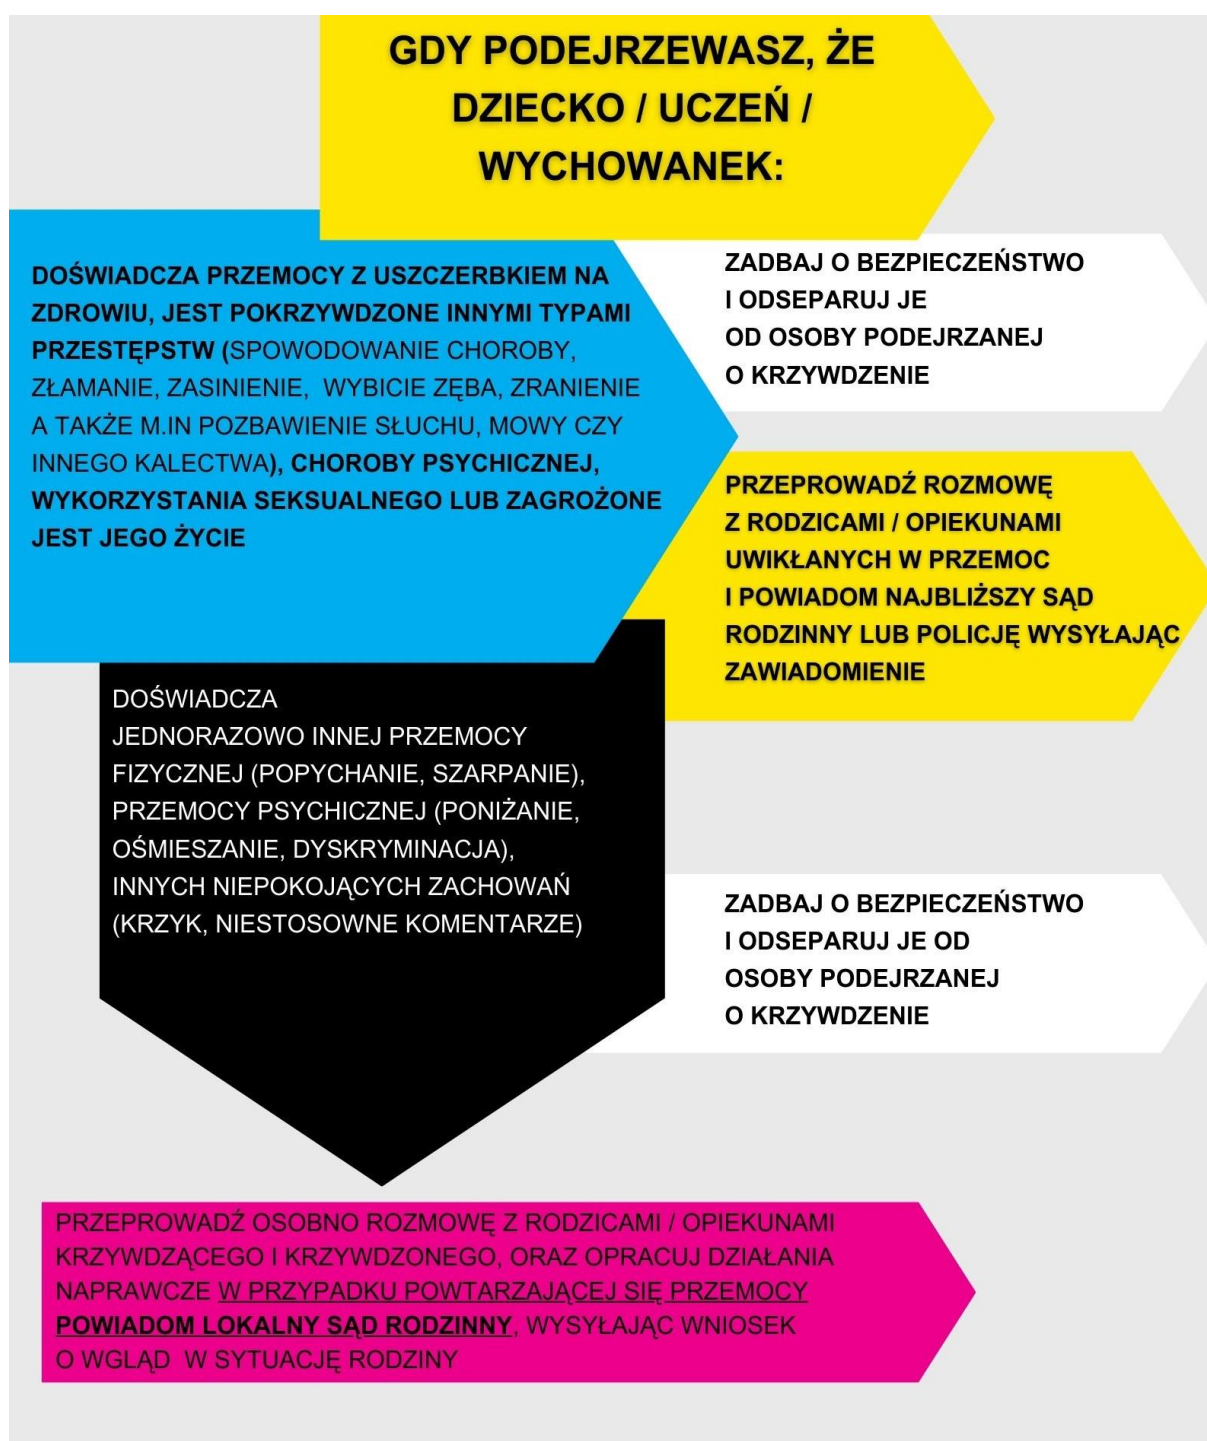 GDY PODEJRZEWASZ, ŻE
DZIECKO / UCZEŃ /
WYCHOWANEK:
DOŚWIADCZA PRZEMOCY Z USZCZERBKIEM NA
ZDROWIU, JEST POKRZYWDZONE INNYMI TYPAMI
PRZESTĘPSTW (SPOWODOWANIE CHOROBY,
ZŁAMANIE, ZASINIENIE, WYBICIE ZĘBA, ZRANIENIE
A TAKŻE M.IN POZBAWIENIE SŁUCHU, MOWY CZY
INNEGO KALECTWA), CHOROBY PSYCHICZNEJ,
WYKORZYSTANIA SEKSUALNEGO LUB ZAGROŻONE
JEST JEGO ŻYCIE
ZADBAJ O BEZPIECZEŃSTWO
I ODSEPARUJ JE
OD OSOBY PODEJRZANEJ
O KRZYWDZENIE
PRZEPROWADŹ ROZMOWĘ
Z RODZICAMI / OPIEKUNAMI
UWIKŁANYCH W PRZEMOC
I POWIADOM NAJBLIŻSZY SĄD
RODZINNY LUB POLICJĘ WYSYŁAJĄC
ZAWIADOMIENIE
DOŚWIADCZA
JEDNORAZOWO INNEJ PRZEMOCY
FIZYCZNEJ (POPYCHANIE, SZARPANIE),
PRZEMOCY PSYCHICZNEJ (PONIŻANIE,
OŚMIESZANIE, DYSKRYMINACJA),
INNYCH NIEPOKOJĄCYCH ZACHOWAŃ
(KRZYK, NIESTOSOWNE KOMENTARZE)
ZADBAJ O BEZPIECZEŃSTWO
I ODSEPARUJ JE OD
OSOBY PODEJRZANEJ
O KRZYWDZENIE
PRZEPROWADŹ OSOBNO ROZMOWĘ Z RODZICAMI / OPIEKUNAMI
KRZYWDZĄCEGO I KRZYWDZONEGO, ORAZ OPRACUJ DZIAŁANIA
NAPRAWCZE W PRZYPADKU POWTARZAJĄCEJ SIĘ PRZEMOCY
POWIADOM LOKALNY SĄD RODZINNY, WYSYŁAJĄC WNIOSEK
O WGLĄD W SYTUACJĘ RODZINY